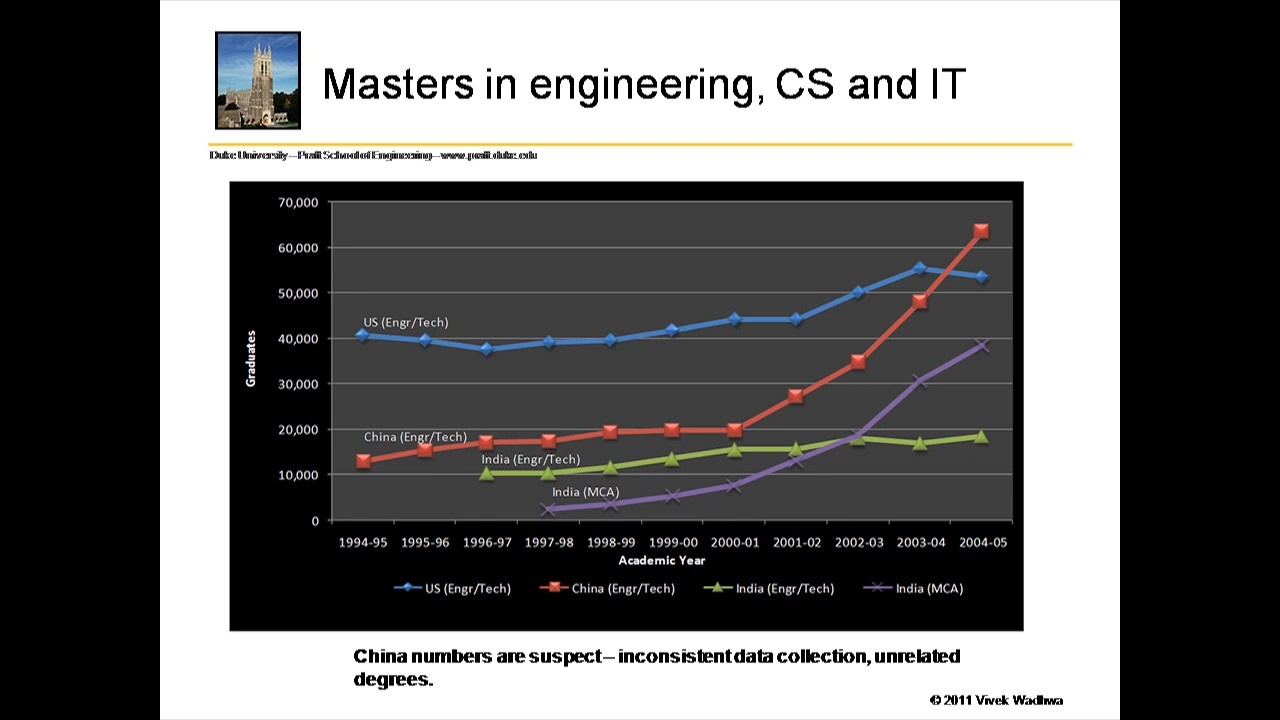 Masters in engineering, CS and IT
Duke University – Pratt School of Engineering – www.pratt.duke.edu
70,000
60,000
50,000
40,000
30,000
20,000
10,000
0
Graduates
US (Engr/Tech)
China (Engr/Tech)
India (Engr/Tech)
India (MCA)
1994-95 1995-96 1996-97 1997-98 1998-99 1999-00 2000-01 2001-02 2002-03 2003-04 2004-05
Academic Year
US (Engr/Tech) China (Engr/Tech) India (Engr/Tech) India (MCA)
China numbers are suspect – inconsistent data collection, unrelated
degrees.
© 2011 Vivek Wadhwa